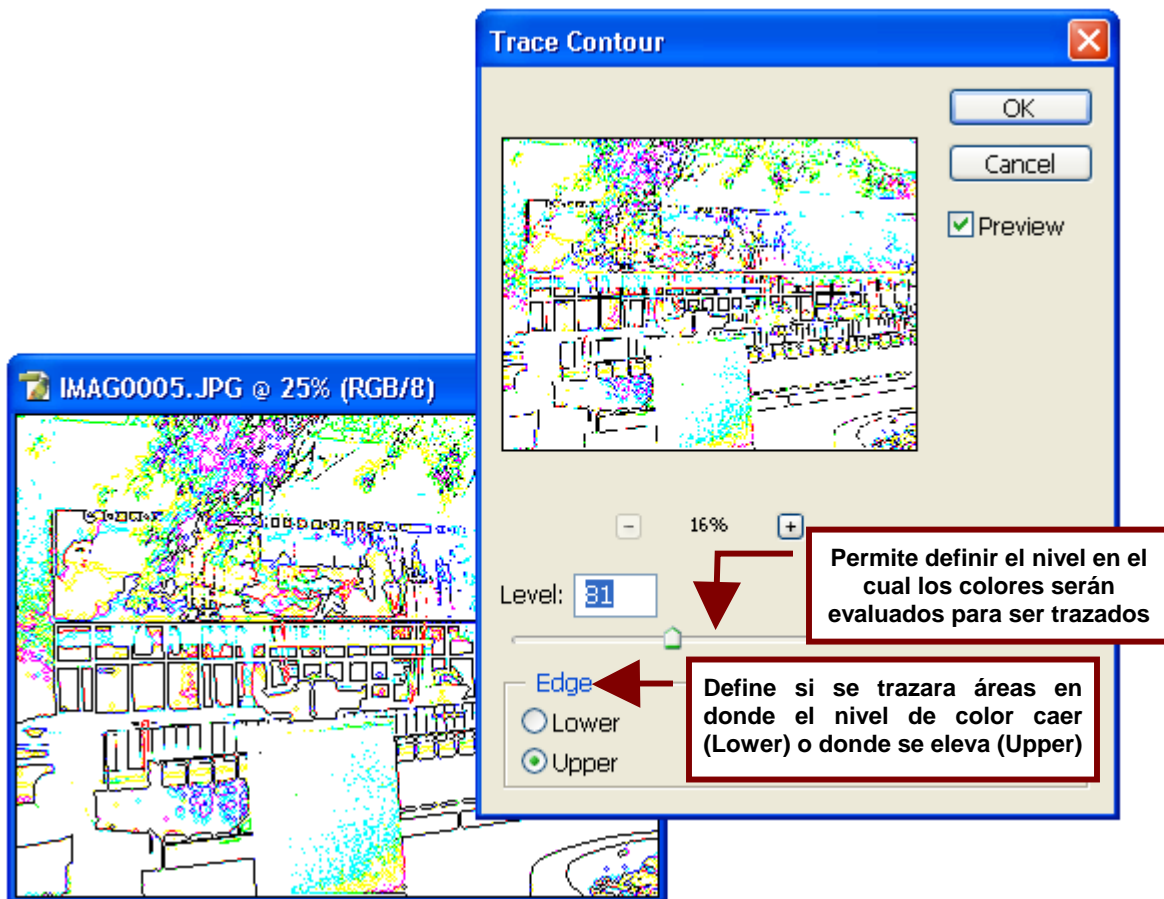 Trace Contour
OK
Cancel
Preview
IMAG0005.JPG @ 25% (RGB/8)
16%
Permite definir el nivel en el
cual los colores serán
evaluados para ser trazados
Level: 81
Edge
Define si se trazara áreas en
donde el nivel de color caer
(Lower) o donde se eleva (Upper)
Lower
Upper